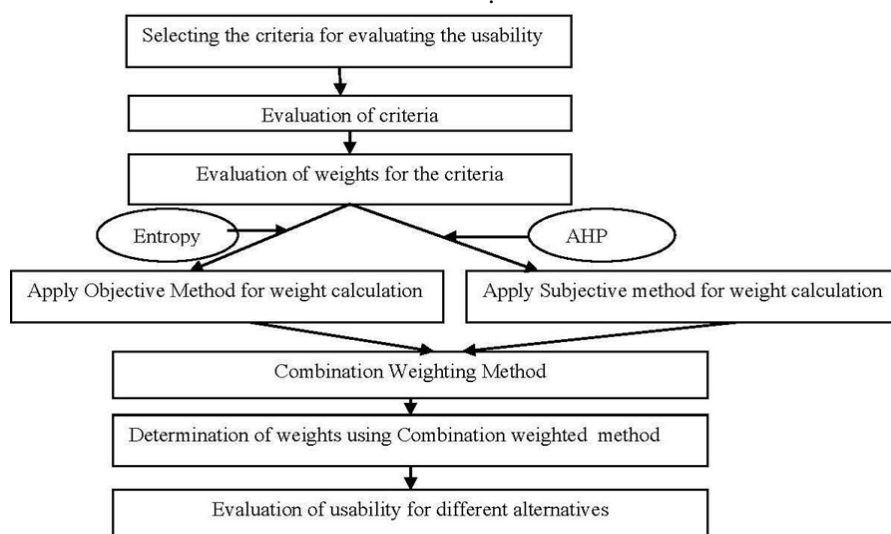 Selecting the criteria for evaluating the usability
Evaluation of criteria
Evaluation of weights for the criteria
Entropy
AHP
Apply Objective Method for weight calculation
Apply Subjective method for weight calculation
Combination Weighting Method
Determination of weights using Combination weighted method
Evaluation of usability for different alternatives